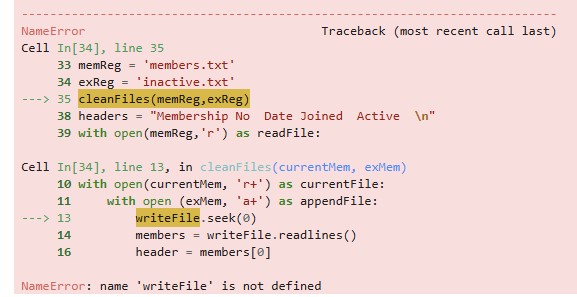 ---------------------------------------------------------------------------
NameError                                 Traceback (most recent call last)
Cell In[34], line 35
     33 memReg = 'members.txt'
     34 exReg = 'inactive.txt'
---> 35 cleanFiles(memReg,exReg)
     38 headers = "Membership No  Date Joined  Active  \n"
     39 with open(memReg,'r') as readFile:
Cell In[34], line 13, in cleanFiles(currentMem, exMem)
     10 with open(currentMem, 'r+') as currentFile:
     11     with open (exMem, 'a+') as appendFile:
---> 13         writeFile.seek(0)
     14         members = writeFile.readlines()
     16         header = members[0]
NameError: name 'writeFile' is not defined